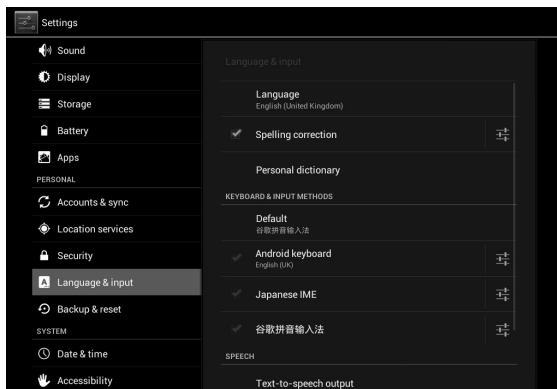 Settings
Sound
Display
Storage
Battery
Apps
PERSONAL
Accounts & sync
Location services
Security
A Language & input
Backup & reset
SYSTEM
Date & time
Accessibility
Language & input
Language
English (United Kingdom)
Spelling correction
Personal dictionary
KEYBOARD & INPUT METHODS
Default
谷歌拼音输入法
Android keyboard
English (UK)
Japanese IME
谷歌拼音输入法
SPEECH
Text-to-speech output